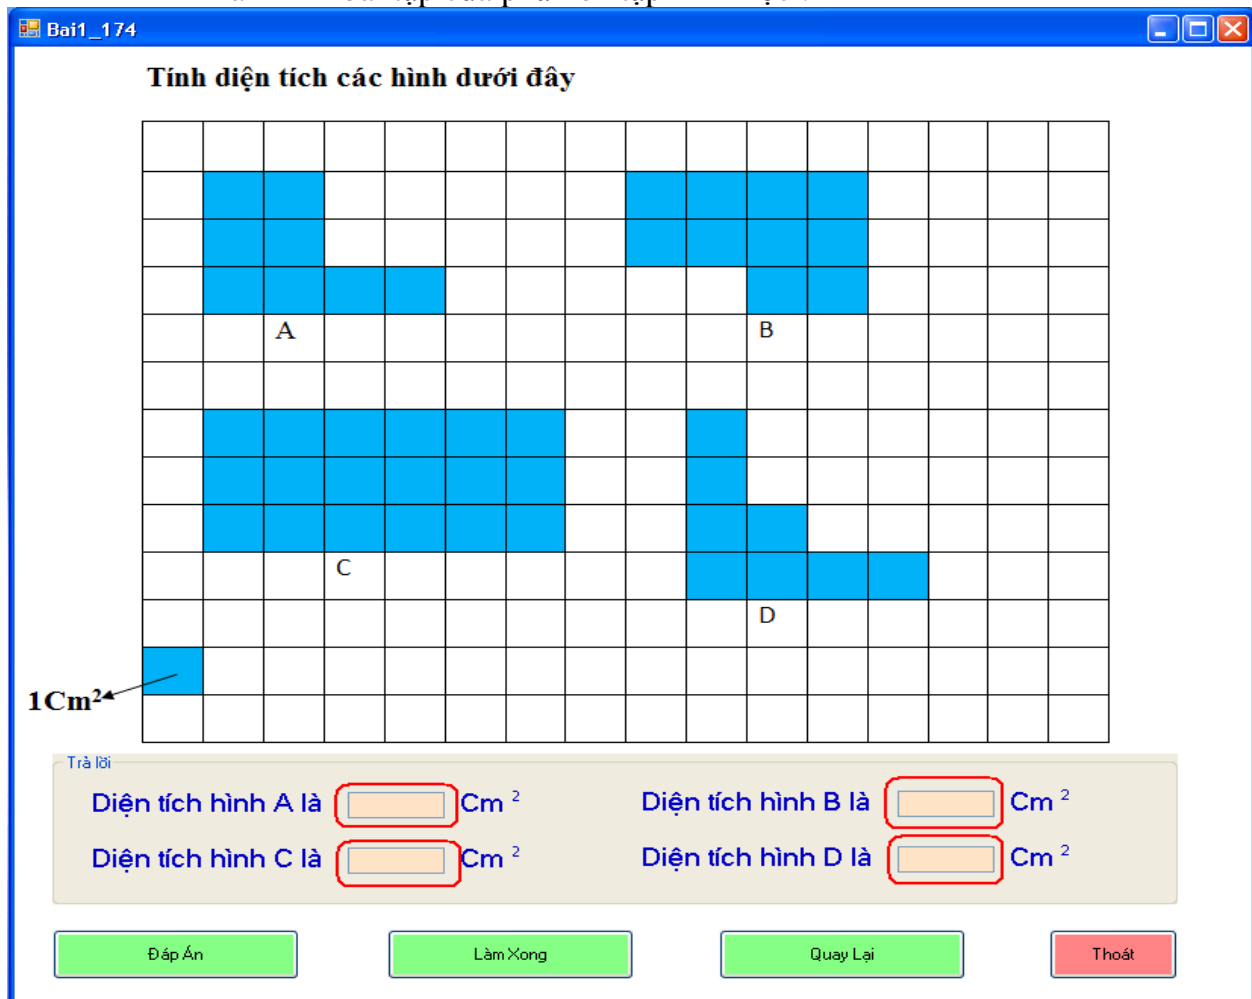 Bai1_174
Tính diện tích các hình dưới đây
A
B
C
D
1Cm²
Trả lời
Diện tích hình A là Cm ²
Diện tích hình B là Cm ²
Diện tích hình C là Cm ²
Diện tích hình D là Cm ²
Đáp Án
Làm Xong
Quay Lại
Thoát